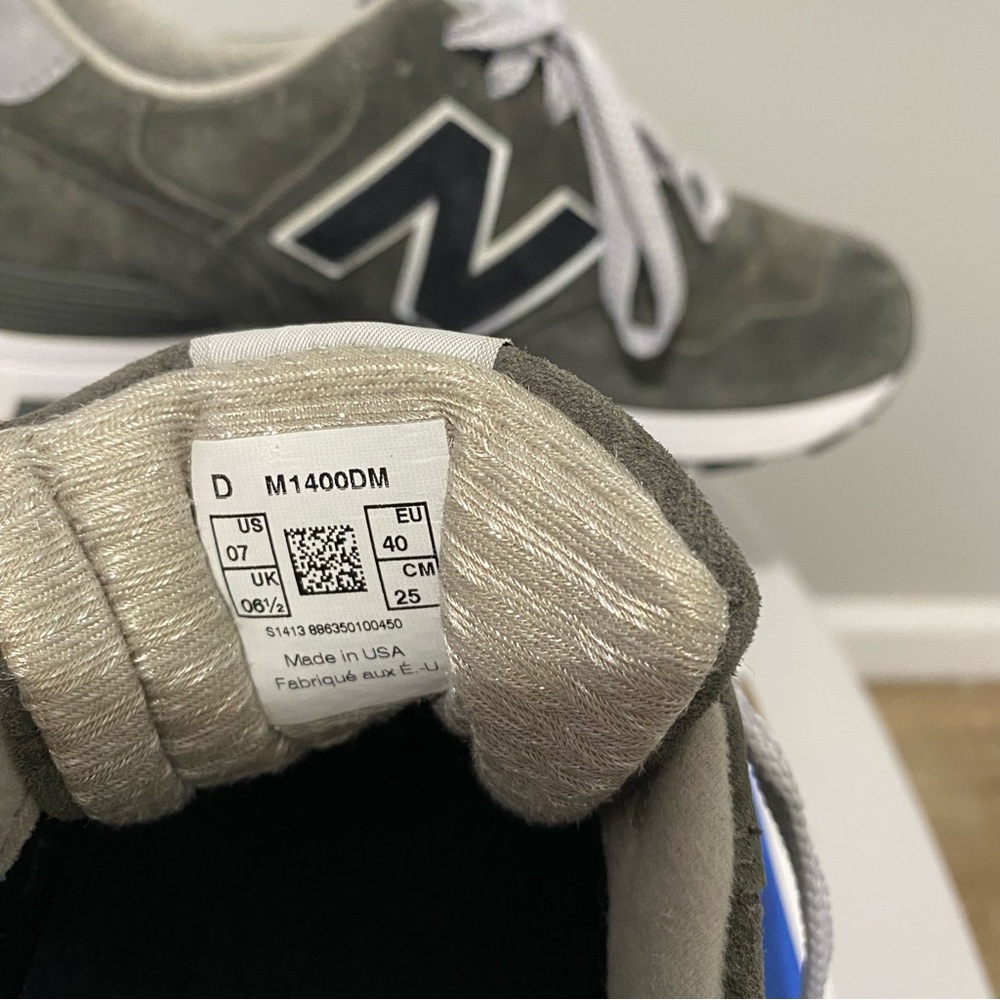 N
D M1400DM
US
07
UK
06½
EU
40
CM
25
S1413 886350100450
Made in USA
Fabriqué aux É.-U